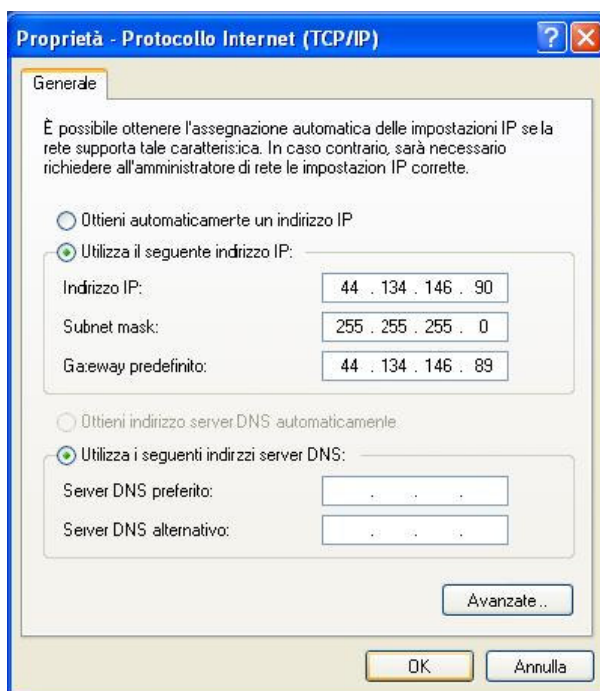 Proprietà - Protocollo Internet (TCP/IP)
Generale
È possibile ottenere l'assegnazione automatica delle impostazioni IP se la
rete supporta tale caratteris:ica. In caso contrario, sarà necessario
richiedere all'amministratore di rete le impostazion IP corrette.
Ottieni automaticamerte un indirizzo IP
Utilizza il seguente indirizzo IP:
Indirizzo IP: 44 . 134 . 146 . 90
Subnet mask: 255 . 255 . 255 . 0
Ga:eway predefinito: 44 . 134 . 146 . 89
Ottieni indirizzo server DNS automaticamente
Utilizza i seguenti indirzzi server DNS:
Server DNS preferito: . . .
Server DNS alternativo: . . .
Avanzate..
OK Annulla